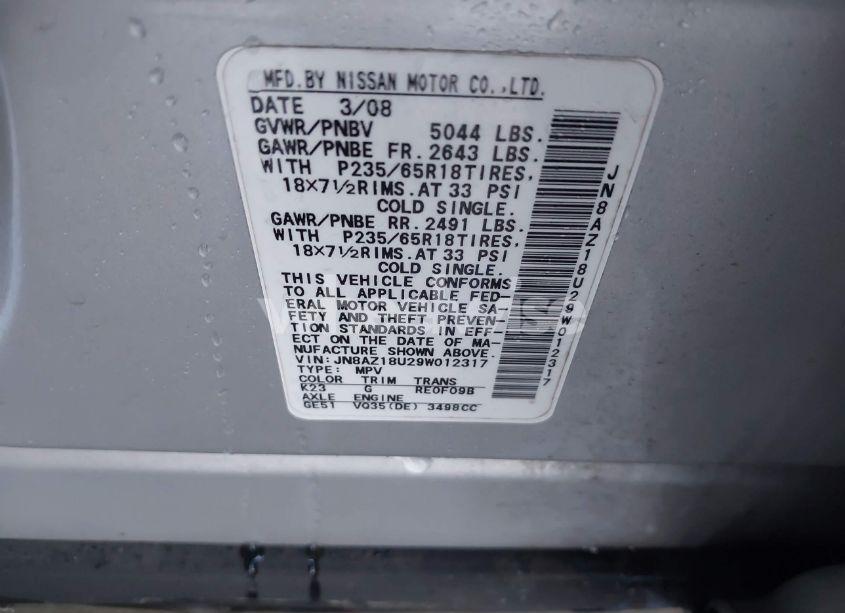 MFD.BY NISSAN MOTOR CO.,LTD.
DATE 3/08
GVWR/PNBV 5044 LBS.
GAWR/PNBE FR. 2643 LBS.
WITH P235/65R18TIRES.
18X7 1/2RIMS.AT 33 PSI
COLD SINGLE.
GAWR/PNBE RR. 2491 LBS.
WITH P235/65R18TIRES.
18X7 1/2RIMS.AT 33 PSI
COLD SINGLE.
THIS VEHICLE CONFORMS
TO ALL APPLICABLE FED-
ERAL MOTOR VEHICLE SA-
FETY AND THEFT PREVEN-
TION STANDARDS IN EFF-
ECT ON THE DATE OF MA-
NUFACTURE SHOWN ABOVE.
VIN:JN8AZ18U29W012317
TYPE: MPV
COLOR TRIM TRANS
K23 G RE0F09B
AXLE ENGINE
GE51 VQ35(DE) 3498CC
JN8AZ18U29W012317